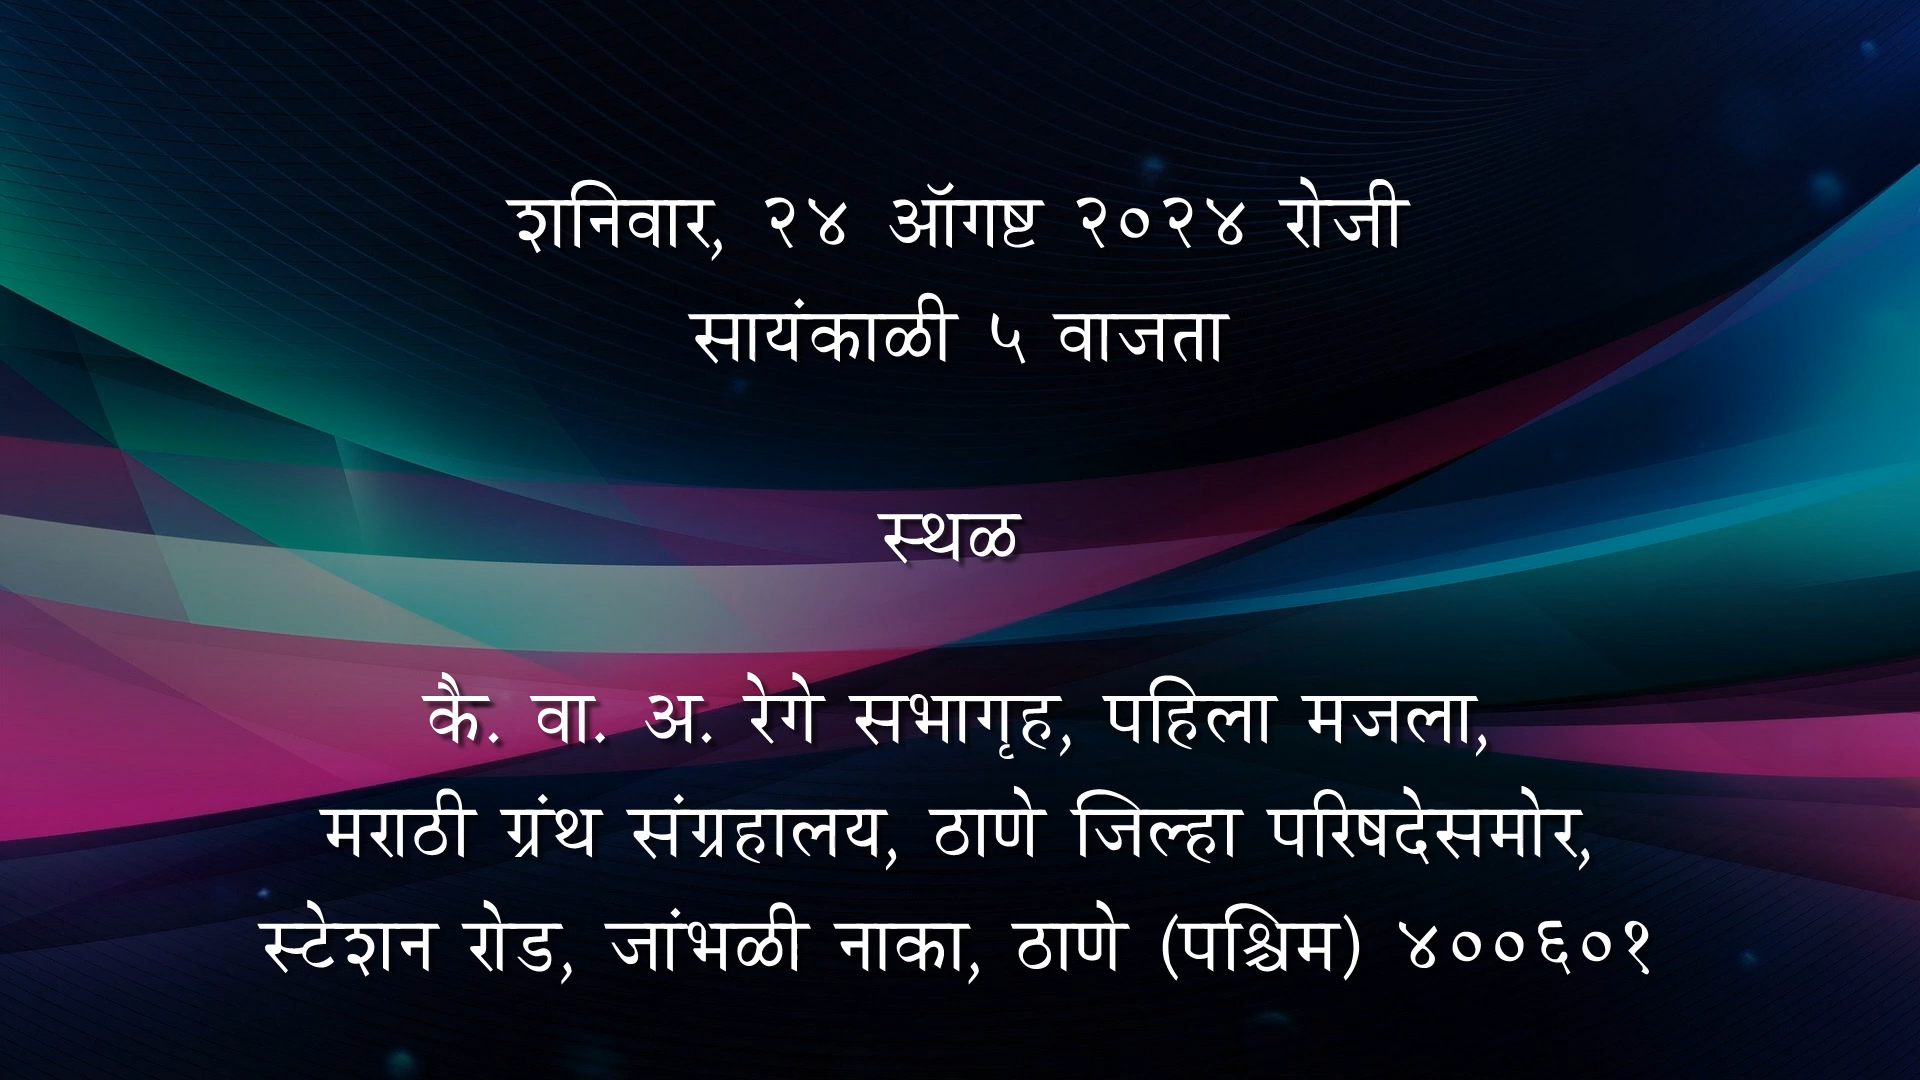 शनिवार, २४ ऑगष्ट २०२४ रोजी
सायंकाळी ५ वाजता
स्थळ
कै. वा. अ. रेगे सभागृह, पहिला मजला,
मराठी ग्रंथ संग्रहालय, ठाणे जिल्हा परिषदेसमोर,
स्टेशन रोड, जांभळी नाका, ठाणे (पश्चिम) ४००६०१